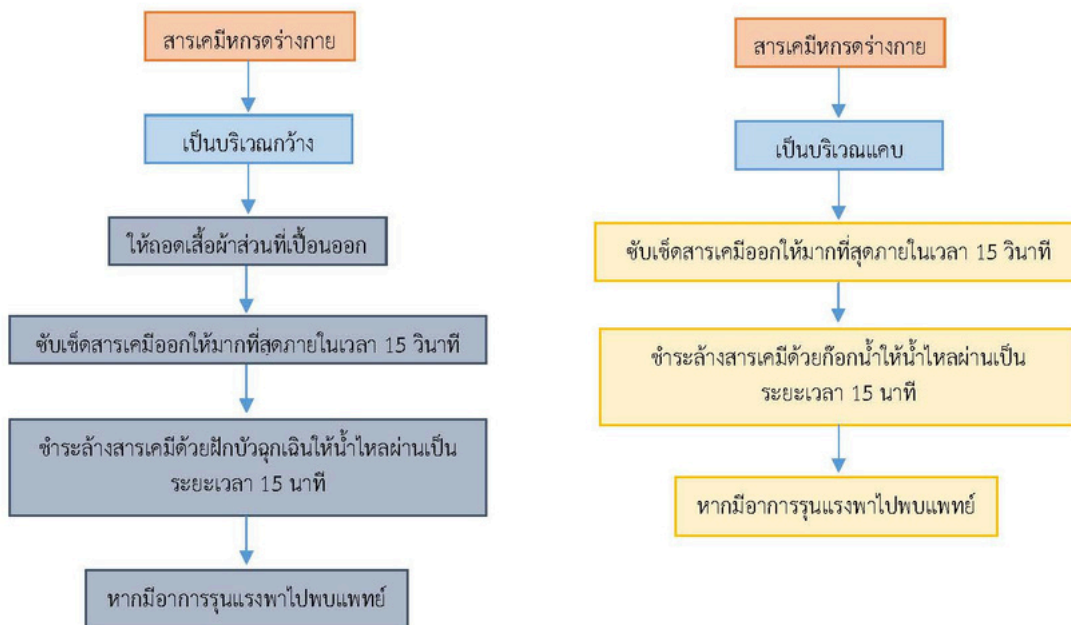 สารเคมีหกรดร่างกาย
เป็นบริเวณกว้าง
ให้ถอดเสื้อผ้าส่วนที่เปื้อนออก
ซับเช็ดสารเคมีออกให้มากที่สุดภายในเวลา 15 วินาที
ชำระล้างสารเคมีด้วยฝักบัวฉุกเฉินให้น้ำไหลผ่านเป็น
ระยะเวลา 15 นาที
หากมีอาการรุนแรงพาไปพบแพทย์
สารเคมีหกรดร่างกาย
เป็นบริเวณแคบ
ซับเช็ดสารเคมีออกให้มากที่สุดภายในเวลา 15 วินาที
ชำระล้างสารเคมีด้วยก๊อกน้ำให้น้ำไหลผ่านเป็น
ระยะเวลา 15 นาที
หากมีอาการรุนแรงพาไปพบแพทย์